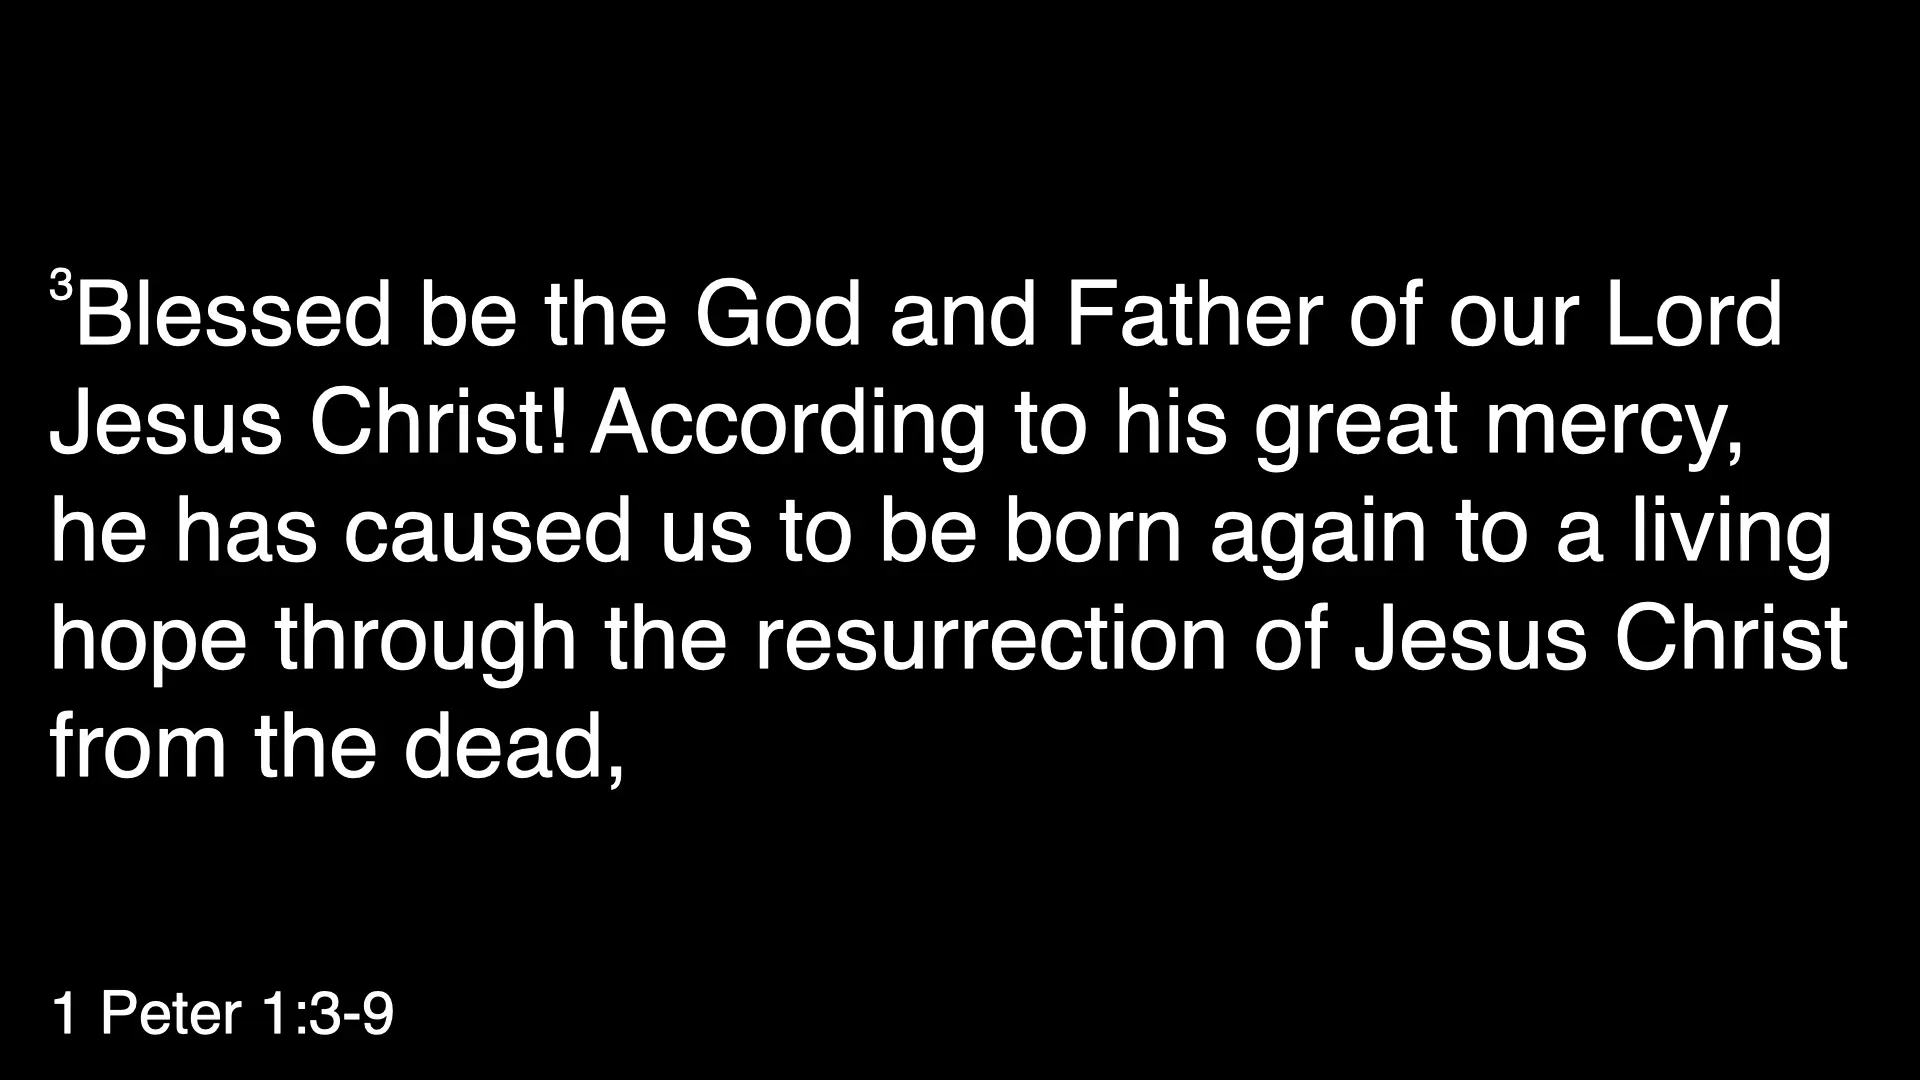 ³Blessed be the God and Father of our Lord
Jesus Christ! According to his great mercy,
he has caused us to be born again to a living
hope through the resurrection of Jesus Christ
from the dead,
1 Peter 1:3-9